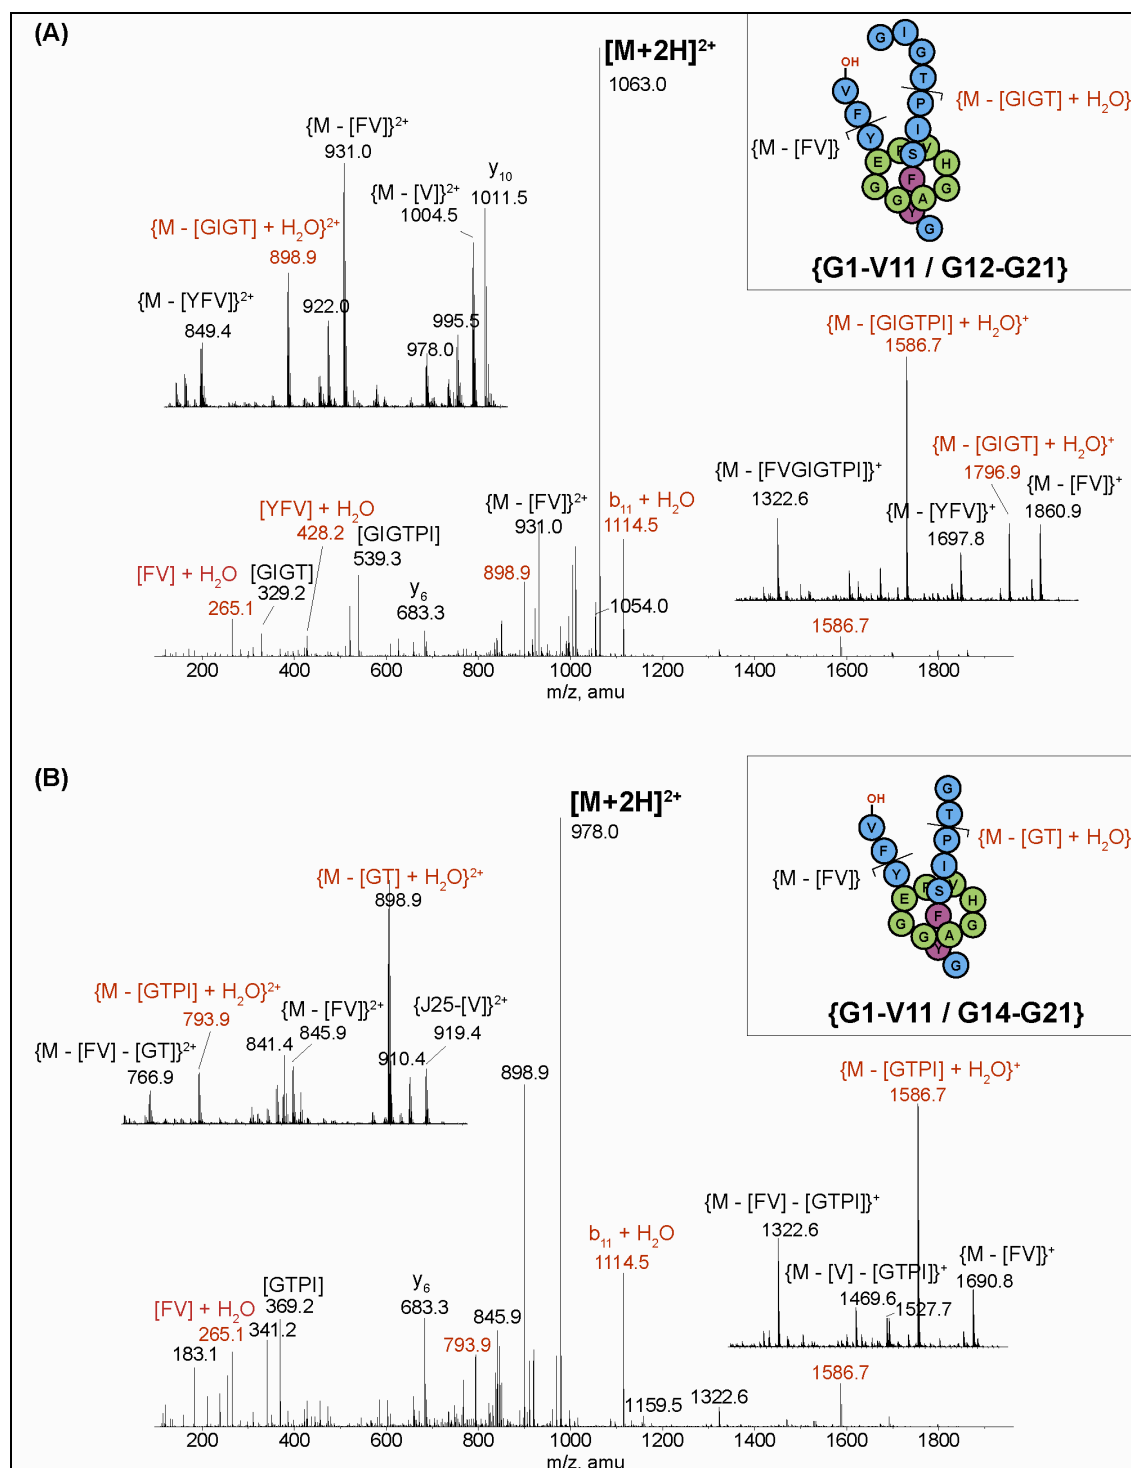 (A)
[M+2H]²⁺
1063.0
{M - [FV]}²⁺
931.0
{M - [V]}²⁺
1004.5
y₁₀
1011.5
{M - [GIGT] + H₂O}²⁺
898.9
{M - [YFV]}²⁺
849.4
922.0
995.5
978.0
G I G T P I S F Y G
OH
V F Y E G G A G H V
{M - [GIGT] + H₂O}
{M - [FV]}
{G1-V11 / G12-G21}
{M - [GIGTPI] + H₂O}⁺
1586.7
{M - [GIGT] + H₂O}⁺
1796.9
{M - [FVGIGTPI]}⁺
1322.6
{M - [FV]}⁺
1860.9
{M - [YFV]}⁺
1697.8
[YFV] + H₂O
428.2
[GIGTPI]
539.3
{M - [FV]}²⁺
931.0
b₁₁ + H₂O
1114.5
[FV] + H₂O
265.1
[GIGT]
329.2
y₆
683.3
898.9
1054.0
1586.7
200 400 600 800 1000 1200 1400 1600 1800
m/z, amu
(B)
[M+2H]²⁺
978.0
{M - [GT] + H₂O}²⁺
898.9
{M - [GTPI] + H₂O}²⁺
793.9
{M - [FV]}²⁺
845.9
{J25-[V]}²⁺
919.4
841.4
910.4
{M - [FV] - [GT]}²⁺
766.9
898.9
G T P I S F Y G
OH
V F Y E G G A G H V
{M - [GT] + H₂O}
{M - [FV]}
{G1-V11 / G14-G21}
{M - [GTPI] + H₂O}⁺
1586.7
{M - [FV] - [GTPI]}⁺
1322.6
{M - [V] - [GTPI]}⁺
1469.6
1527.7
{M - [FV]}⁺
1690.8
b₁₁ + H₂O
1114.5
[GTPI]
369.2
[FV] + H₂O
265.1
341.2
183.1
y₆
683.3
845.9
793.9
1159.5
1322.6
1586.7
200 400 600 800 1000 1200 1400 1600 1800
m/z, amu